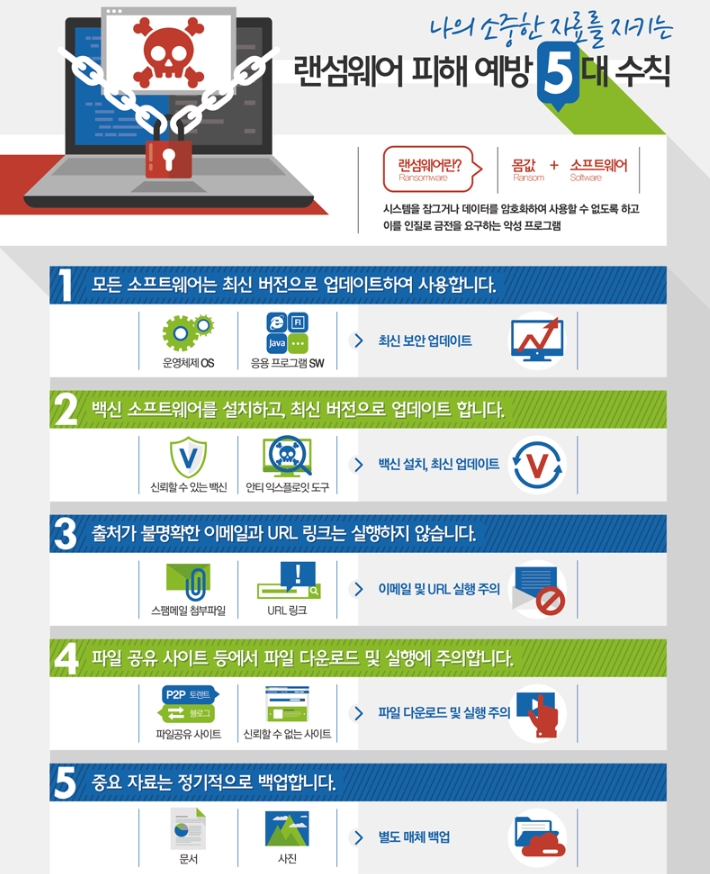 나의 소중한 자료를 지키는
랜섬웨어 피해 예방 5대 수칙
랜섬웨어란?
Ransomware
몸값 + 소프트웨어
Ransom Software
시스템을 잠그거나 데이터를 암호화하여 사용할 수 없도록 하고
이를 인질로 금전을 요구하는 악성 프로그램
1 모든 소프트웨어는 최신 버전으로 업데이트하여 사용합니다.
운영체제 OS
Fl
Java
응용 프로그램 SW
최신 보안 업데이트
2 백신 소프트웨어를 설치하고, 최신 버전으로 업데이트 합니다.
V
신뢰할 수 있는 백신
안티 익스플로잇 도구
백신 설치, 최신 업데이트
V
3 출처가 불명확한 이메일과 URL 링크는 실행하지 않습니다.
스팸메일 첨부파일
!
URL 링크
이메일 및 URL 실행 주의
4 파일 공유 사이트 등에서 파일 다운로드 및 실행에 주의합니다.
P2P 토렌트
블로그
파일공유 사이트
신뢰할 수 없는 사이트
파일 다운로드 및 실행 주의
5 중요 자료는 정기적으로 백업합니다.
문서
사진
별도 매체 백업